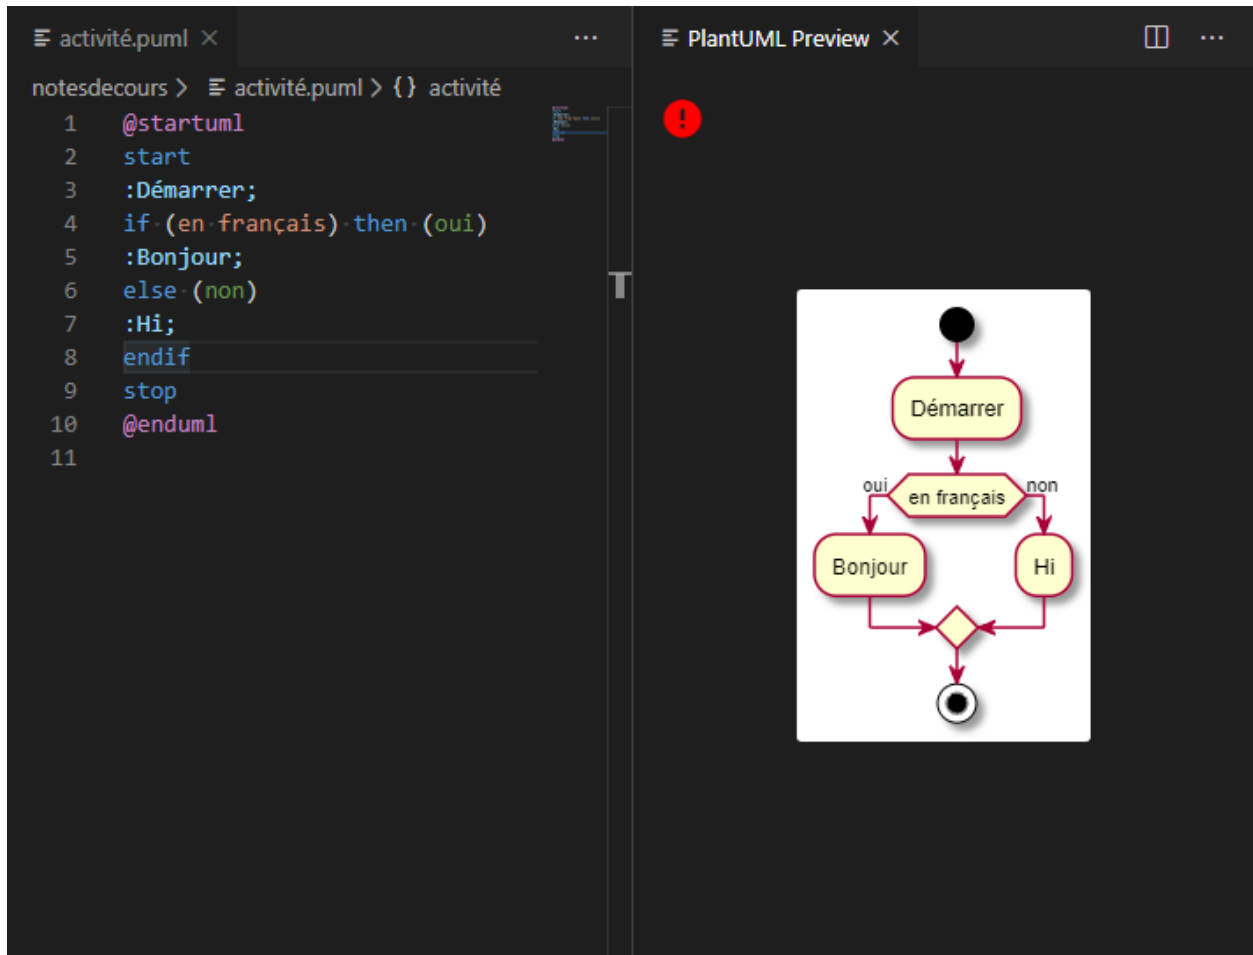 activité.puml
notesdecours > activité.puml > {} activité
1 @startuml
2 start
3 :Démarrer;
4 if (en français) then (oui)
5 :Bonjour;
6 else (non)
7 :Hi;
8 endif
9 stop
10 @enduml
11
PlantUML Preview
Démarrer
oui
en français
non
Bonjour
Hi